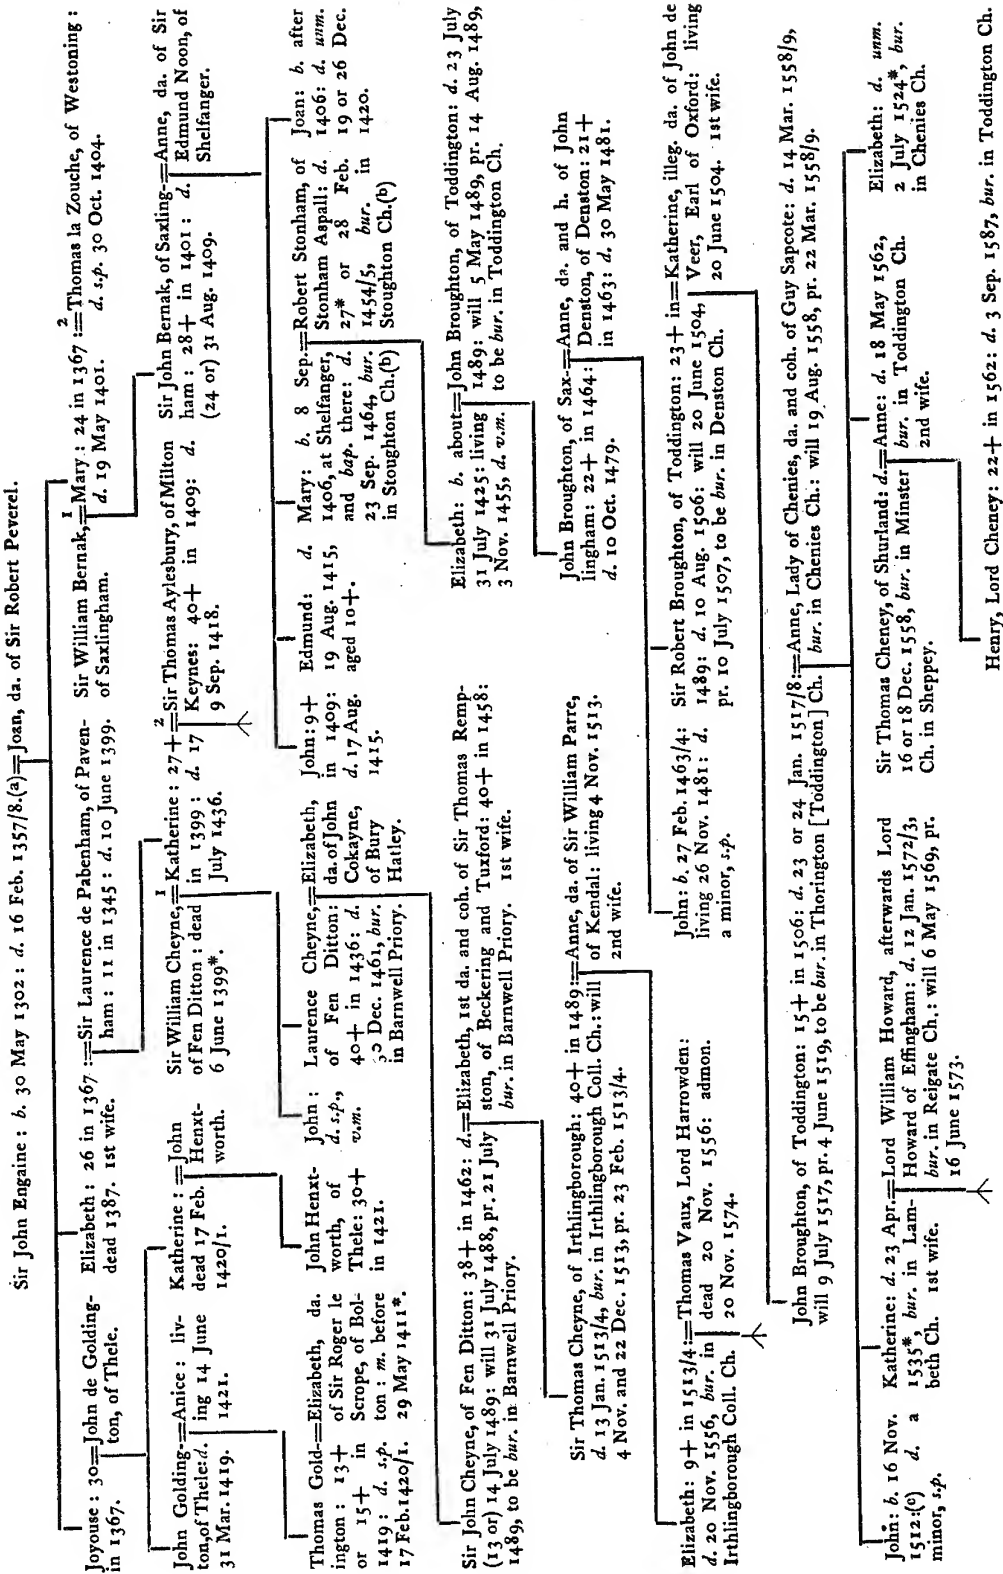 Sir John Engaine : b. 30 May 1302 : d. 16 Feb. 1357/8.(a)=Joan, da. of Sir Robert Peverel.
Joyouse : 30=John de Golding-
in 1367. ton, of Thele.
Elizabeth : 26 in 1367 :=Sir Laurence de Pabenham, of Paven-
dead 1387. 1st wife. ham : 11 in 1345 : d. 10 June 1399.
1 2
Sir William Bernak,=Mary : 24 in 1367 :=Thomas la Zouche, of Westoning :
of Saxlingham. d. 19 May 1401. d. s.p. 30 Oct. 1404.
John Golding-=Anice : liv-
ton,of Thele:d. ing 14 June
31 Mar. 1419. 1421.
Katherine :=John
dead 17 Feb. Henxt-
1420/1. worth.
1 2
Sir William Cheyne,=Katherine : 27+=Sir Thomas Aylesbury, of Milton
of Fen Ditton : dead in 1399 : d. 17 Keynes: 40+ in 1409: d.
6 June 1399*. July 1436. 9 Sep. 1418.
Sir John Bernak, of Saxling-=Anne, da. of Sir
ham : 28+ in 1401 : d. Edmund Noon, of
(24 or) 31 Aug. 1409. Shelfanger.
Thomas Gold-=Elizabeth, da.
ington : 13+ of Sir Roger le
or 15+ in Scrope, of Bol-
1419: d. s.p. ton : m. before
17 Feb.1420/1. 29 May 1411*.
John Henxt-
worth, of
Thele: 30+
in 1421.
John :
d. s.p.,
v.m.
Laurence Cheyne,=Elizabeth,
of Fen Ditton: da. of John
40+ in 1436: d. Cokayne,
30 Dec. 1461, bur. of Bury
in Barnwell Priory. Hatley.
John: 9+
in 1409:
d. 17 Aug.
1415.
Edmund: d.
19 Aug. 1415,
aged 10+.
Mary: b. 8 Sep.=Robert Stonham, of
1406, at Shelfanger, Stonham Aspall: d.
and bap. there: d. 27* or 28 Feb.
23 Sep. 1464, bur. 1454/5, bur. in
in Stoughton Ch.(b) Stoughton Ch.(b)
Joan: b. after
1406: d. unm.
19 or 26 Dec.
1420.
Sir John Cheyne, of Fen Ditton: 38+ in 1462: d.=Elizabeth, 1st da. and coh. of Sir Thomas Remp-
(13 or) 14 July 1489: will 31 July 1488, pr. 21 July ston, of Beckering and Tuxford: 40+ in 1458:
1489, to be bur. in Barnwell Priory. bur. in Barnwell Priory. 1st wife.
Elizabeth: b. about=John Broughton, of Toddington: d. 23 July
31 July 1425: living 1489: will 5 May 1489, pr. 14 Aug. 1489,
3 Nov. 1455, d. v.m. to be bur. in Toddington Ch.
Sir Thomas Cheyne, of Irthlingborough: 40+ in 1489:=Anne, da. of Sir William Parre,
d. 13 Jan. 1513/4, bur. in Irthlingborough Coll. Ch.: will of Kendal: living 4 Nov. 1513.
4 Nov. and 22 Dec. 1513, pr. 23 Feb. 1513/4. 2nd wife.
John Broughton, of Sax-=Anne, da. and h. of John
lingham: 22+ in 1464: Denston, of Denston: 21+
d. 10 Oct. 1479. in 1463: d. 30 May 1481.
Elizabeth: 9+ in 1513/4:=Thomas Vaux, Lord Harrowden:
d. 20 Nov. 1556, bur. in dead 20 Nov. 1556: admon.
Irthlingborough Coll. Ch. 20 Nov. 1574.
John: b. 27 Feb. 1463/4:
living 26 Nov. 1481: d.
a minor, s.p.
Sir Robert Broughton, of Toddington: 23+ in=Katherine, illeg. da. of John de
1489: d. 10 Aug. 1506: will 20 June 1504, Veer, Earl of Oxford: living
pr. 10 July 1507, to be bur. in Denston Ch. 20 June 1504. 1st wife.
John Broughton, of Toddington: 15+ in 1506: d. 23 or 24 Jan. 1517/8:=Anne, Lady of Chenies, da. and coh. of Guy Sapcote: d. 14 Mar. 1558/9,
will 9 July 1517, pr. 4 June 1519, to be bur. in Thorington [Toddington] Ch. bur. in Chenies Ch.: will 19 Aug. 1558, pr. 22 Mar. 1558/9.
John: b. 16 Nov.
1512:(c) d. a
minor, s.p.
Katherine: d. 23 Apr.=Lord William Howard, afterwards Lord
1535*, bur. in Lam- Howard of Effingham: d. 12 Jan. 1572/3,
beth Ch. 1st wife. bur. in Reigate Ch.: will 6 May 1569, pr.
16 June 1573.
Sir Thomas Cheney, of Shurland: d.=Anne: d. 18 May 1562,
16 or 18 Dec. 1558, bur. in Minster bur. in Toddington Ch.
Ch. in Sheppey. 2nd wife.
Elizabeth: d. unm.
2 July 1524*, bur.
in Chenies Ch.
Henry, Lord Cheney: 22+ in 1562: d. 3 Sep. 1587, bur. in Toddington Ch.